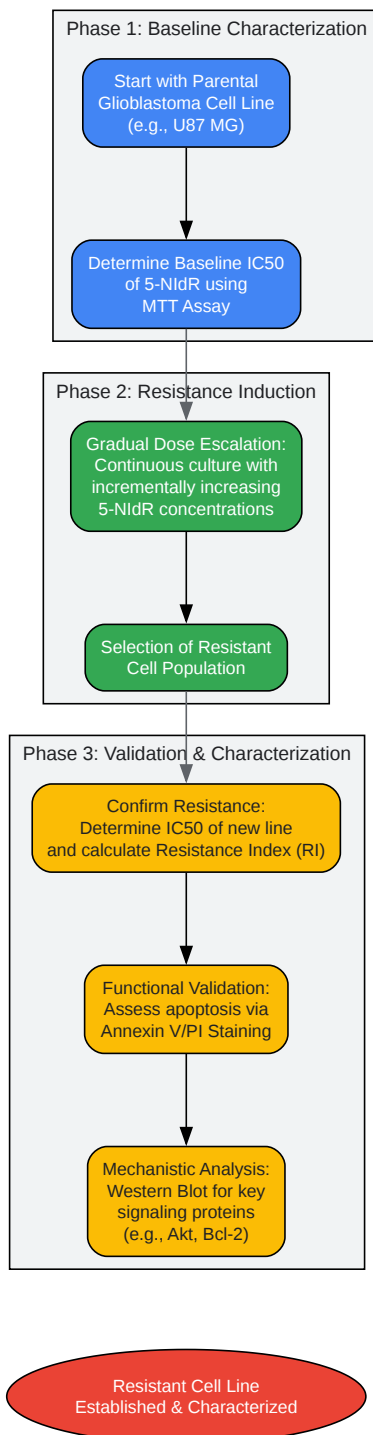 Phase 1: Baseline Characterization
Start with Parental
Glioblastoma Cell Line
(e.g., U87 MG)
Determine Baseline IC50
of 5-NIdR using
MTT Assay
Phase 2: Resistance Induction
Gradual Dose Escalation:
Continuous culture with
incrementally increasing
5-NIdR concentrations
Selection of Resistant
Cell Population
Phase 3: Validation & Characterization
Confirm Resistance:
Determine IC50 of new line
and calculate Resistance Index (RI)
Functional Validation:
Assess apoptosis via
Annexin V/PI Staining
Mechanistic Analysis:
Western Blot for key
signaling proteins
(e.g., Akt, Bcl-2)
Resistant Cell Line
Established & Characterized